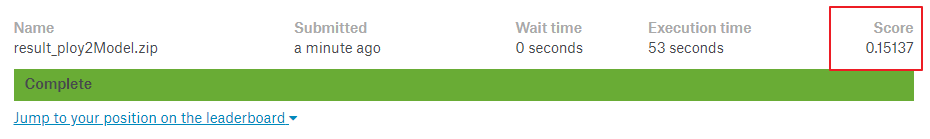 Name Submitted Wait time Execution time Score
result_ploy2Model.zip a minute ago 0 seconds 53 seconds 0.15137
Complete
Jump to your position on the leaderboard